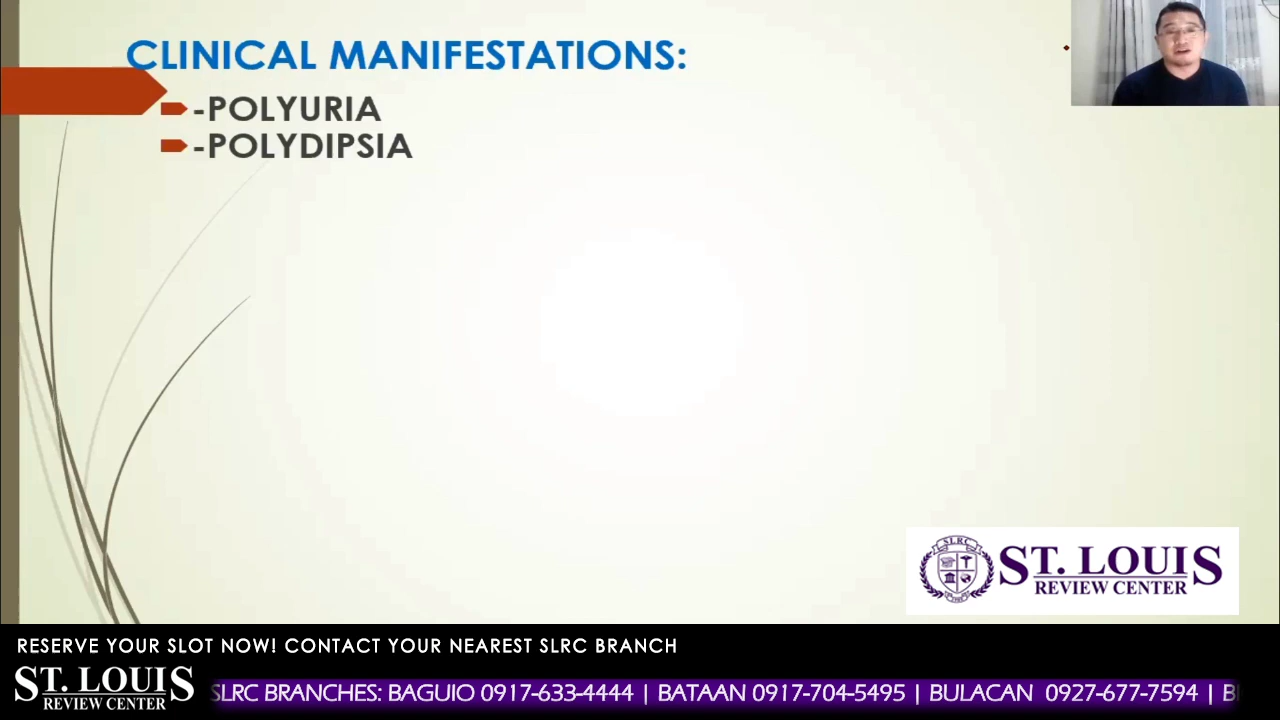 CLINICAL MANIFESTATIONS:
-POLYURIA
-POLYDIPSIA
SLRC
ST. LOUIS
REVIEW CENTER
RESERVE YOUR SLOT NOW! CONTACT YOUR NEAREST SLRC BRANCH
ST. LOUIS
REVIEW CENTER
SLRC BRANCHES: BAGUIO 0917-633-4444 | BATAAN 0917-704-5495 | BULACAN 0927-677-7594 |